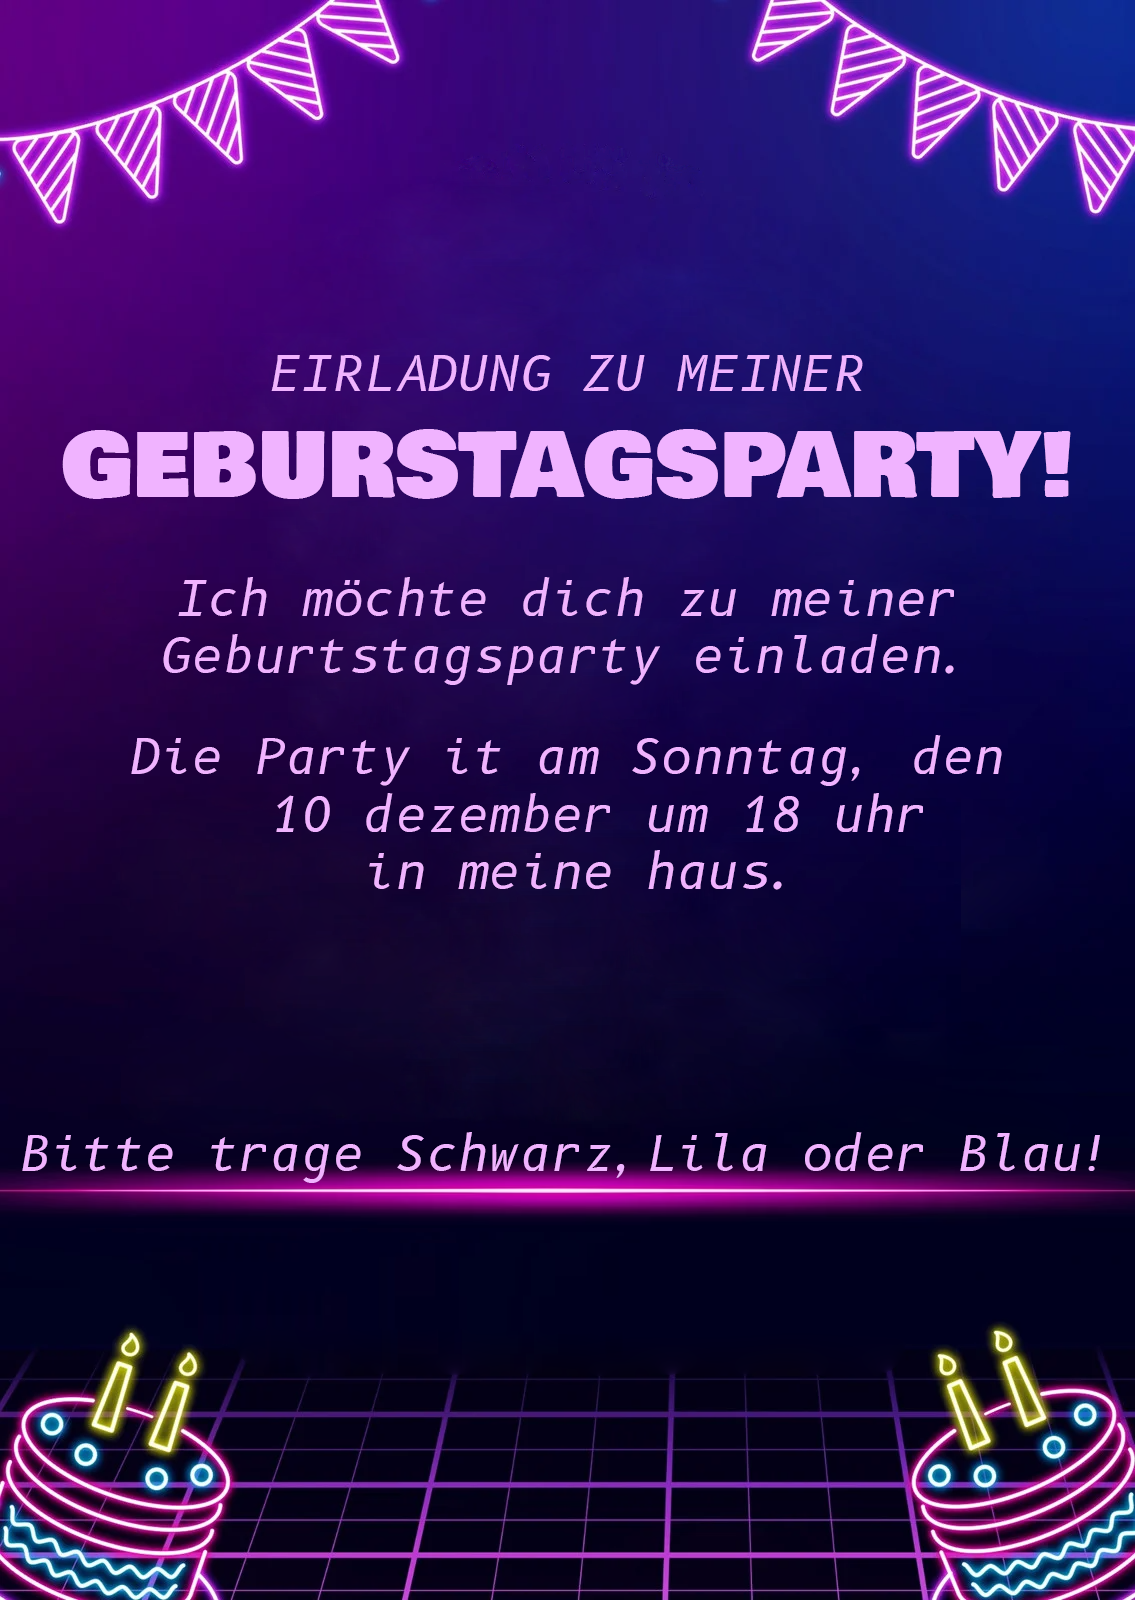 EIRLADUNG ZU MEINER
GEBURSTAGSPARTY!
Ich möchte dich zu meiner
Geburtstagsparty einladen.
Die Party it am Sonntag, den
10 dezember um 18 uhr
in meine haus.
Bitte trage Schwarz, Lila oder Blau!